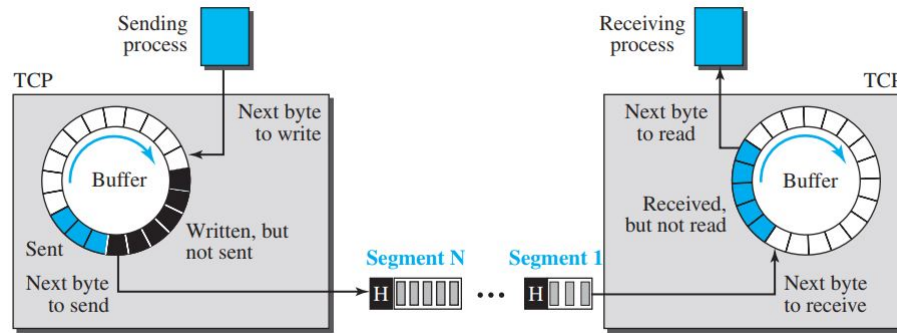 Sending
process
Receiving
process
TCP
TCP
Next byte
to write
Next byte
to read
Buffer
Buffer
Written, but
not sent
Received,
but not read
Sent
Segment N
Segment 1
Next byte
to send
H
...
H
Next byte
to receive